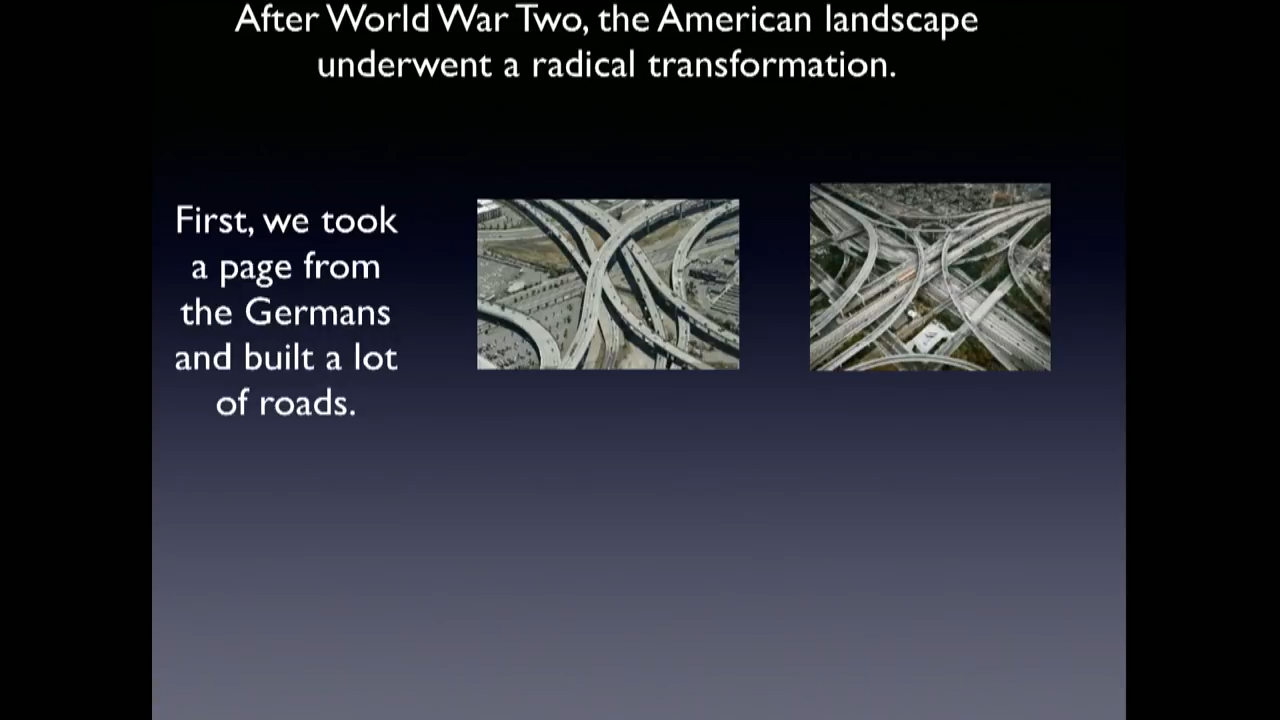 After World War Two, the American landscape
underwent a radical transformation.
First, we took
a page from
the Germans
and built a lot
of roads.